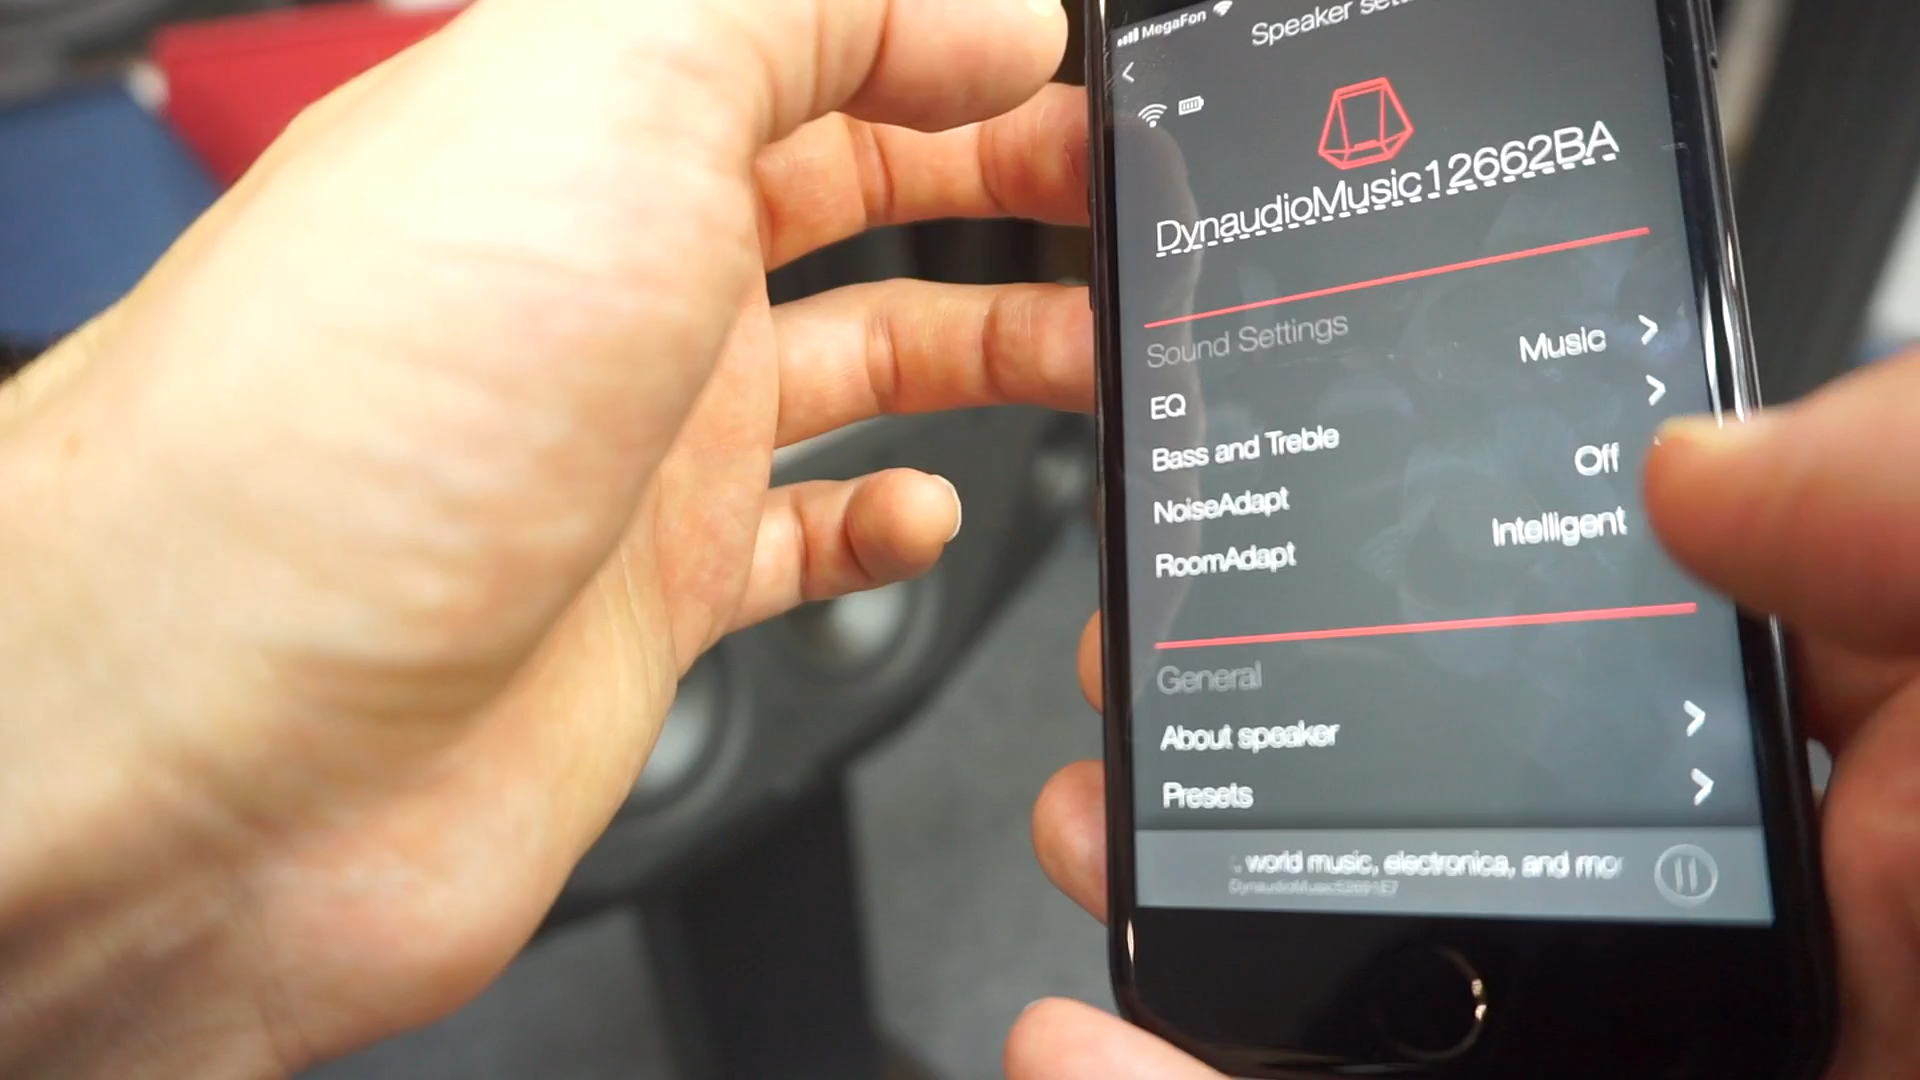 MegaFon
Speaker
DynaudioMusic12662BA
Sound Settings
EQ Music
Bass and Treble
NoiseAdapt Off
RoomAdapt Intelligent
General
About speaker
Presets
, world music, electronica, and mo